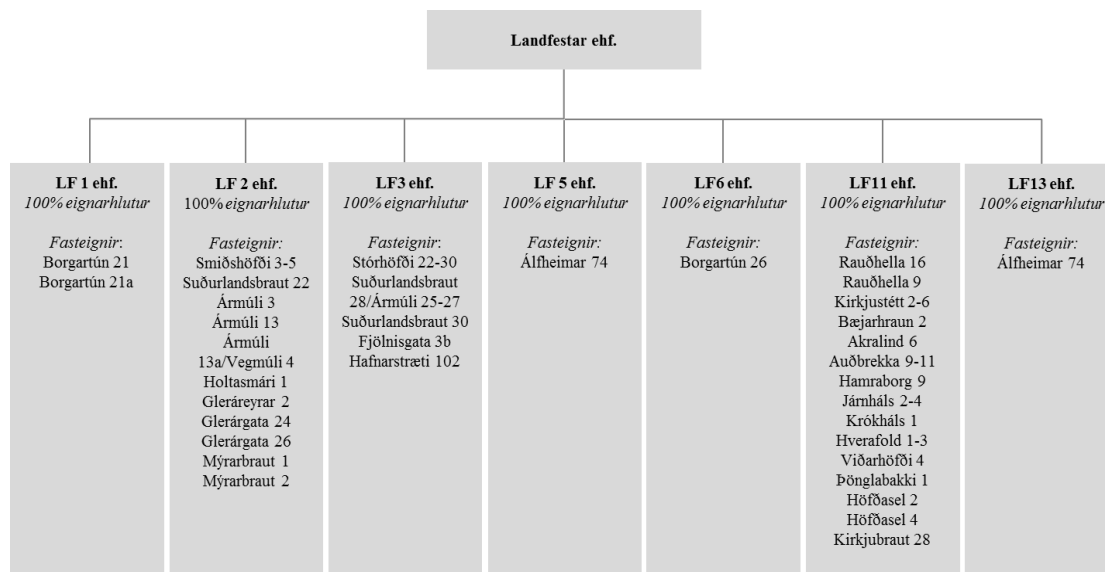 Landfestar ehf.
LF 1 ehf.
100% eignarhlutur
Fasteignir:
Borgartún 21
Borgartún 21a
LF 2 ehf.
100% eignarhlutur
Fasteignir:
Smiðshöfði 3-5
Suðurlandsbraut 22
Ármúli 3
Ármúli 13
Ármúli
13a/Vegmúli 4
Holtasmári 1
Gleráreyrar 2
Glerárgata 24
Glerárgata 26
Mýrarbraut 1
Mýrarbraut 2
LF3 ehf.
100% eignarhlutur
Fasteignir:
Stórhöfði 22-30
Suðurlandsbraut
28/Ármúli 25-27
Suðurlandsbraut 30
Fjölnisgata 3b
Hafnarstræti 102
LF 5 ehf.
100% eignarhlutur
Fasteignir:
Álfheimar 74
LF6 ehf.
100% eignarhlutur
Fasteignir:
Borgartún 26
LF11 ehf.
100% eignarhlutur
Fasteignir:
Rauðhella 16
Rauðhella 9
Kirkjustétt 2-6
Bæjarhraun 2
Akralind 6
Auðbrekka 9-11
Hamraborg 9
Járnháls 2-4
Krókháls 1
Hverafold 1-3
Viðarhöfði 4
Þönglabakki 1
Höfðasel 2
Höfðasel 4
Kirkjubraut 28
LF13 ehf.
100% eignarhlutur
Fasteignir:
Álfheimar 74